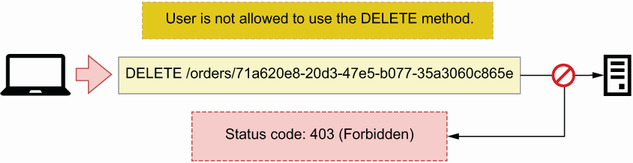 User is not allowed to use the DELETE method.
DELETE /orders/71a620e8-20d3-47e5-b077-35a3060c865e
Status code: 403 (Forbidden)